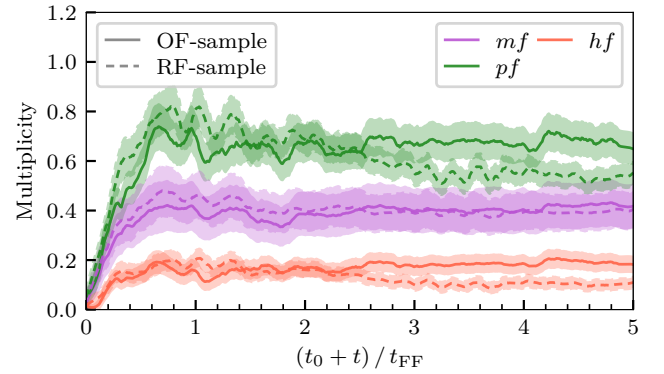 1.2
1.0
0.8
0.6
0.4
0.2
0.0
Multiplicity
OF-sample
RF-sample
mf
hf
pf
0 1 2 3 4 5
(t₀ + t) / t_FF